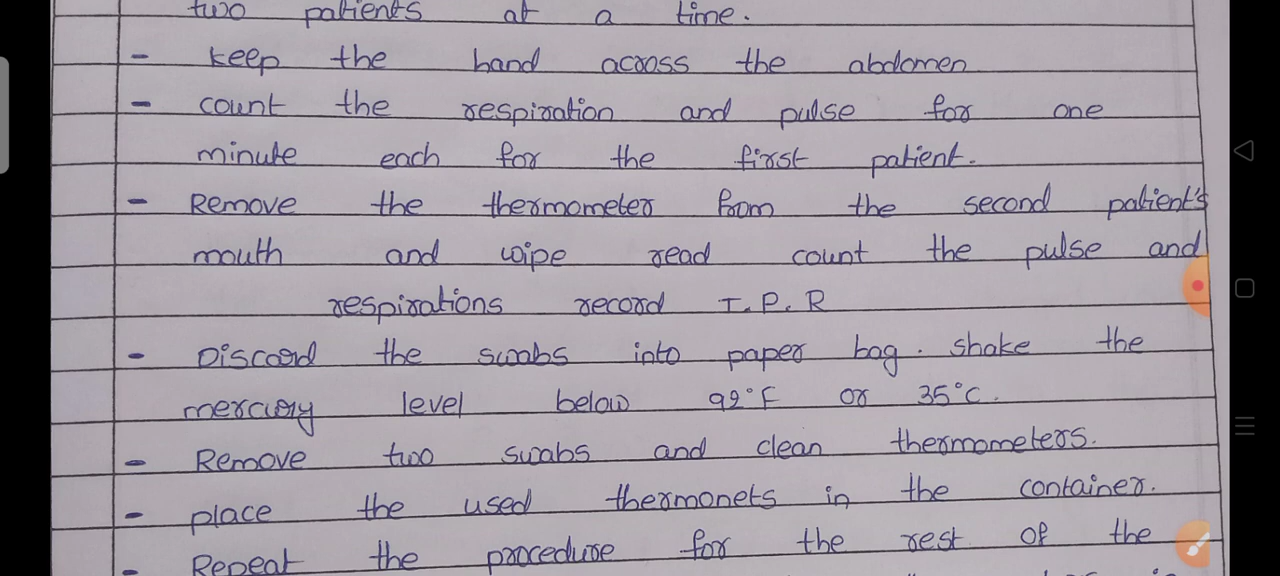 two patients at a time.
- keep the hand across the abdomen
- count the respiration and pulse for one
minute each for the first patient.
- Remove the thermometer from the second patient's
mouth and wipe read count the pulse and
respirations record T.P.R
- Discard the swabs into paper bag. shake the
mercury level below 92°F or 35°C.
- Remove two swabs and clean thermometers.
- place the used thermonets in the container.
- Repeat the procedure for the rest of the